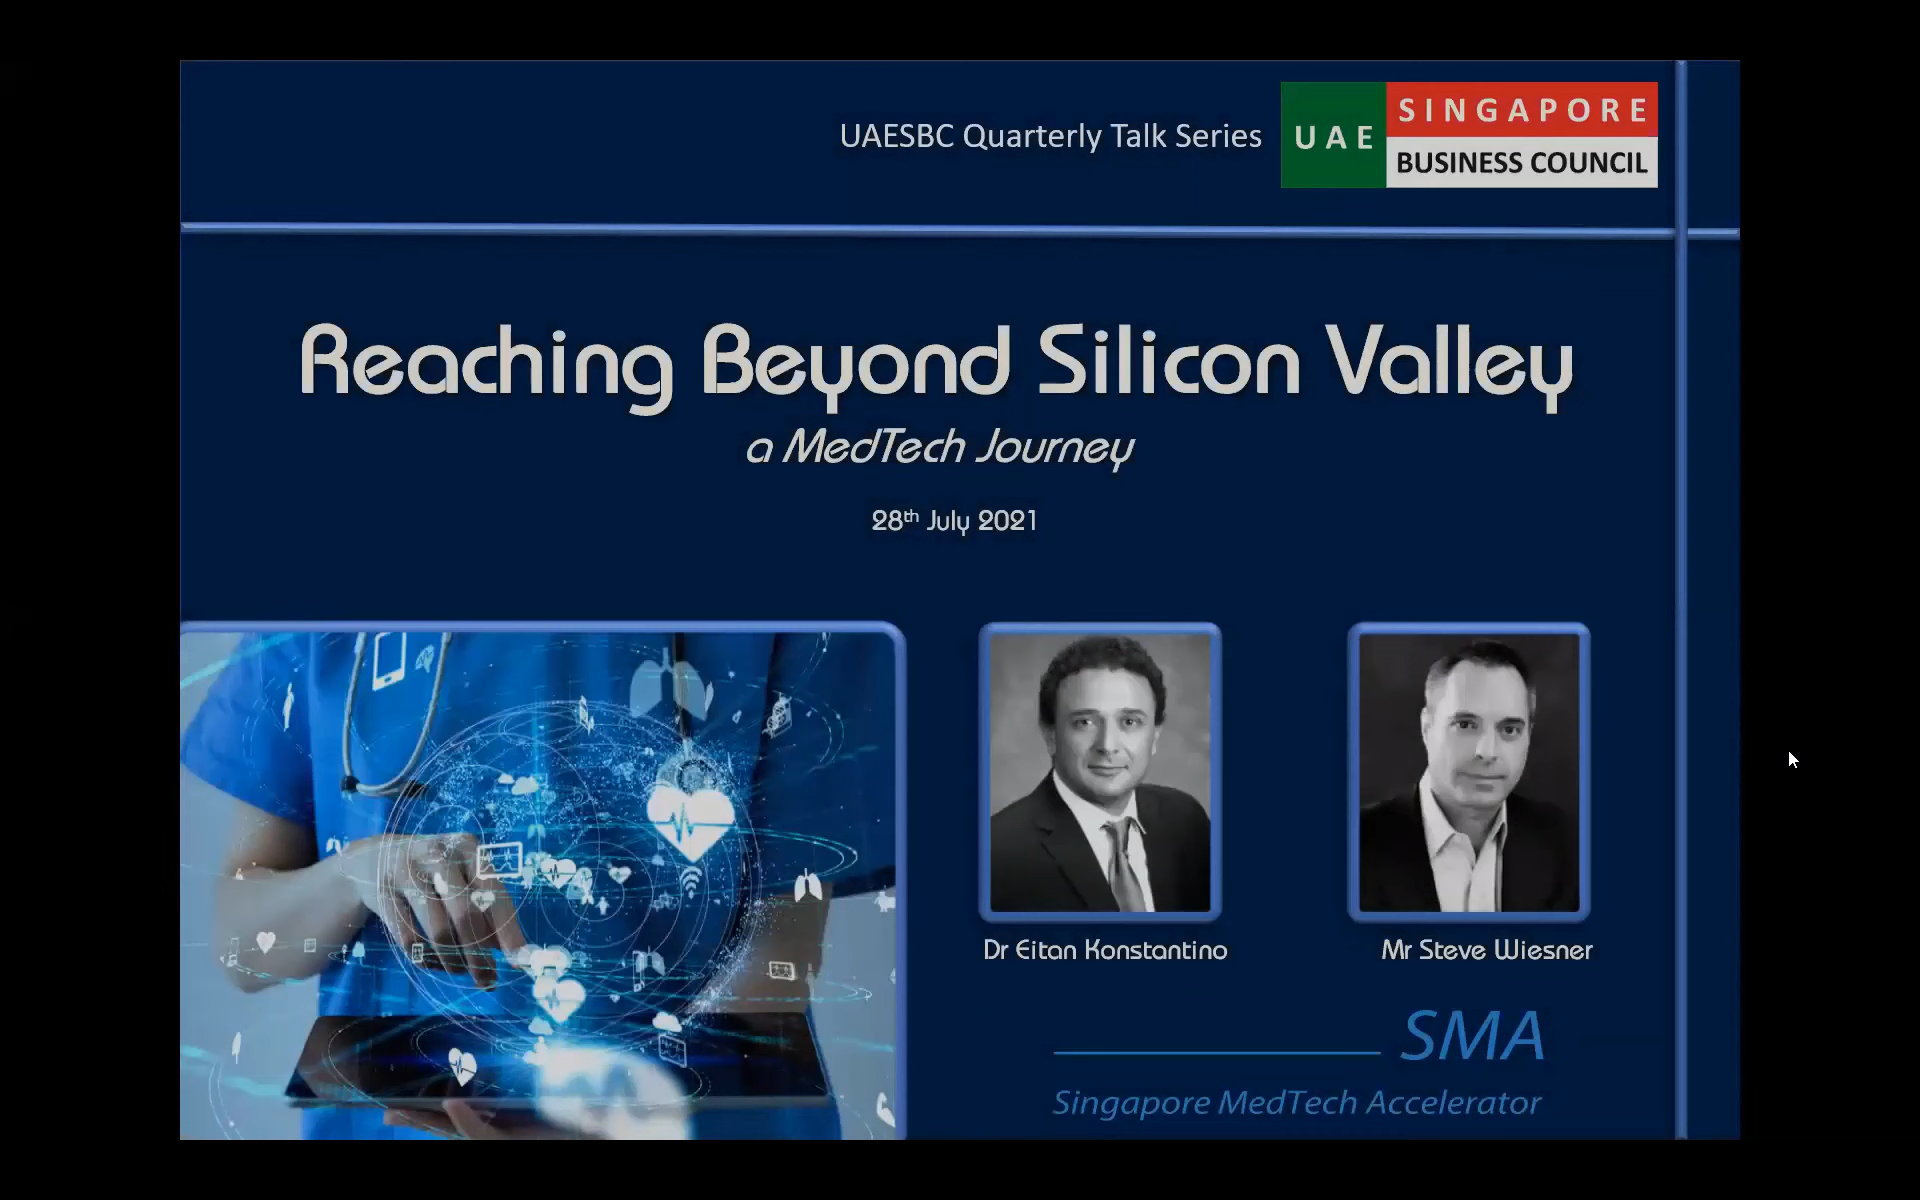 UAESBC Quarterly Talk Series
UAE
SINGAPORE
BUSINESS COUNCIL
Reaching Beyond Silicon Valley
a MedTech Journey
28th July 2021
Dr Eitan Konstantino
Mr Steve Wiesner
SMA
Singapore MedTech Accelerator